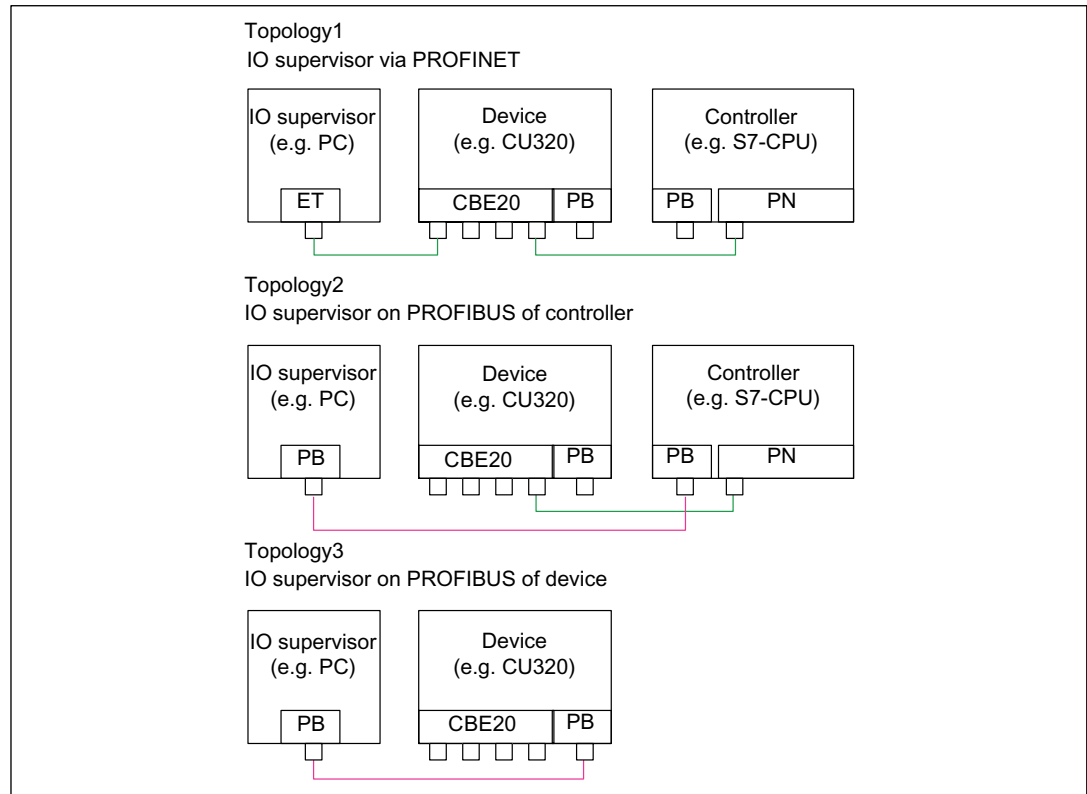 Topology1
IO supervisor via PROFINET
IO supervisor
(e.g. PC)
ET
Device
(e.g. CU320)
CBE20
PB
Controller
(e.g. S7-CPU)
PB
PN
Topology2
IO supervisor on PROFIBUS of controller
IO supervisor
(e.g. PC)
PB
Device
(e.g. CU320)
CBE20
PB
Controller
(e.g. S7-CPU)
PB
PN
Topology3
IO supervisor on PROFIBUS of device
IO supervisor
(e.g. PC)
PB
Device
(e.g. CU320)
CBE20
PB